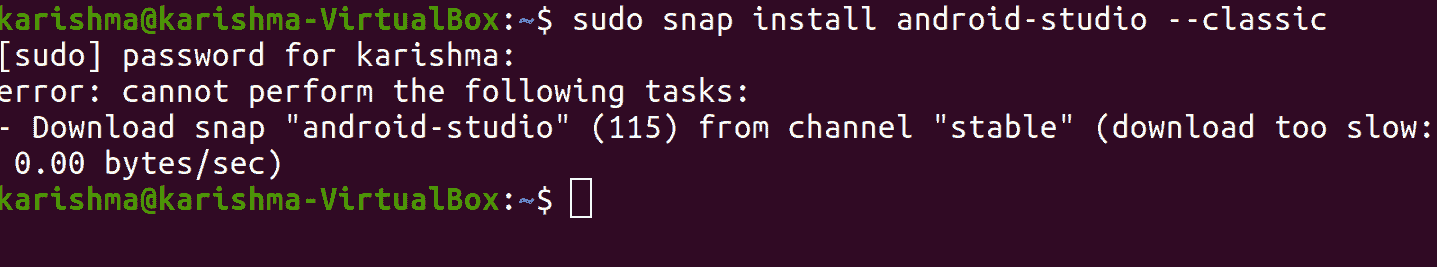 karishma@karishma-VirtualBox:~$ sudo snap install android-studio --classic
[sudo] password for karishma:
error: cannot perform the following tasks:
- Download snap "android-studio" (115) from channel "stable" (download too slow:
0.00 bytes/sec)
karishma@karishma-VirtualBox:~$